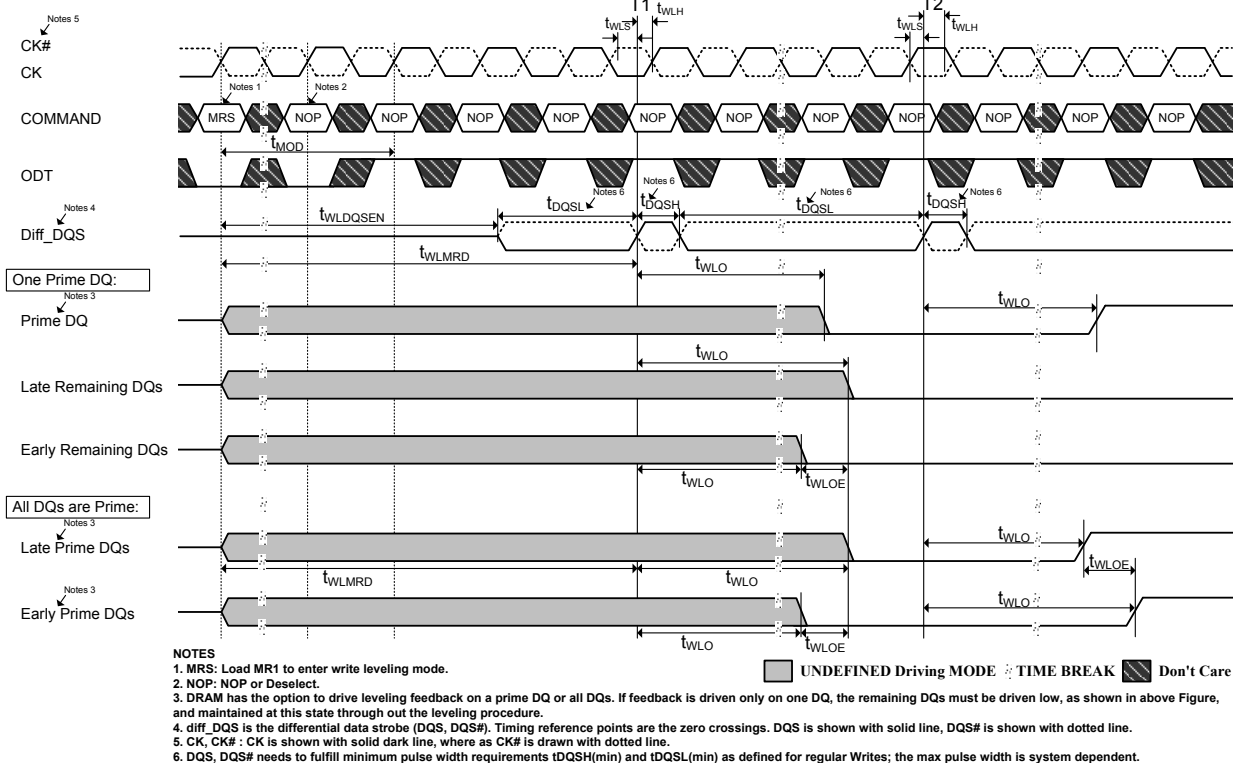 T1
T2
tWLS
tWLH
tWLS
tWLH
Notes 5
CK#
CK
Notes 1
Notes 2
COMMAND
MRS
NOP
NOP
NOP
NOP
NOP
NOP
NOP
NOP
NOP
NOP
NOP
tMOD
ODT
Notes 4
Diff_DQS
tWLDQSEN
tDQSL
Notes 6
tDQSH
Notes 6
tDQSL
Notes 6
tDQSH
Notes 6
tWLMRD
tWLO
One Prime DQ:
Notes 3
Prime DQ
tWLO
tWLO
Late Remaining DQs
Early Remaining DQs
tWLO
tWLOE
All DQs are Prime:
Notes 3
Late Prime DQs
tWLO
tWLOE
tWLMRD
tWLO
Notes 3
Early Prime DQs
tWLO
tWLO
tWLOE
NOTES
1. MRS: Load MR1 to enter write leveling mode.
UNDEFINED Driving MODE
TIME BREAK
Don't Care
2. NOP: NOP or Deselect.
3. DRAM has the option to drive leveling feedback on a prime DQ or all DQs. If feedback is driven only on one DQ, the remaining DQs must be driven low, as shown in above Figure,
and maintained at this state through out the leveling procedure.
4. diff_DQS is the differential data strobe (DQS, DQS#). Timing reference points are the zero crossings. DQS is shown with solid line, DQS# is shown with dotted line.
5. CK, CK# : CK is shown with solid dark line, where as CK# is drawn with dotted line.
6. DQS, DQS# needs to fulfill minimum pulse width requirements tDQSH(min) and tDQSL(min) as defined for regular Writes; the max pulse width is system dependent.